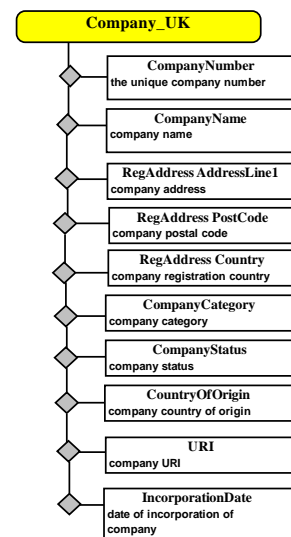 Company_UK
CompanyNumber
the unique company number
CompanyName
company name
RegAddress AddressLine1
company address
RegAddress PostCode
company postal code
RegAddress Country
company registration country
CompanyCategory
company category
CompanyStatus
company status
CountryOfOrigin
company country of origin
URI
company URI
IncorporationDate
date of incorporation of
company